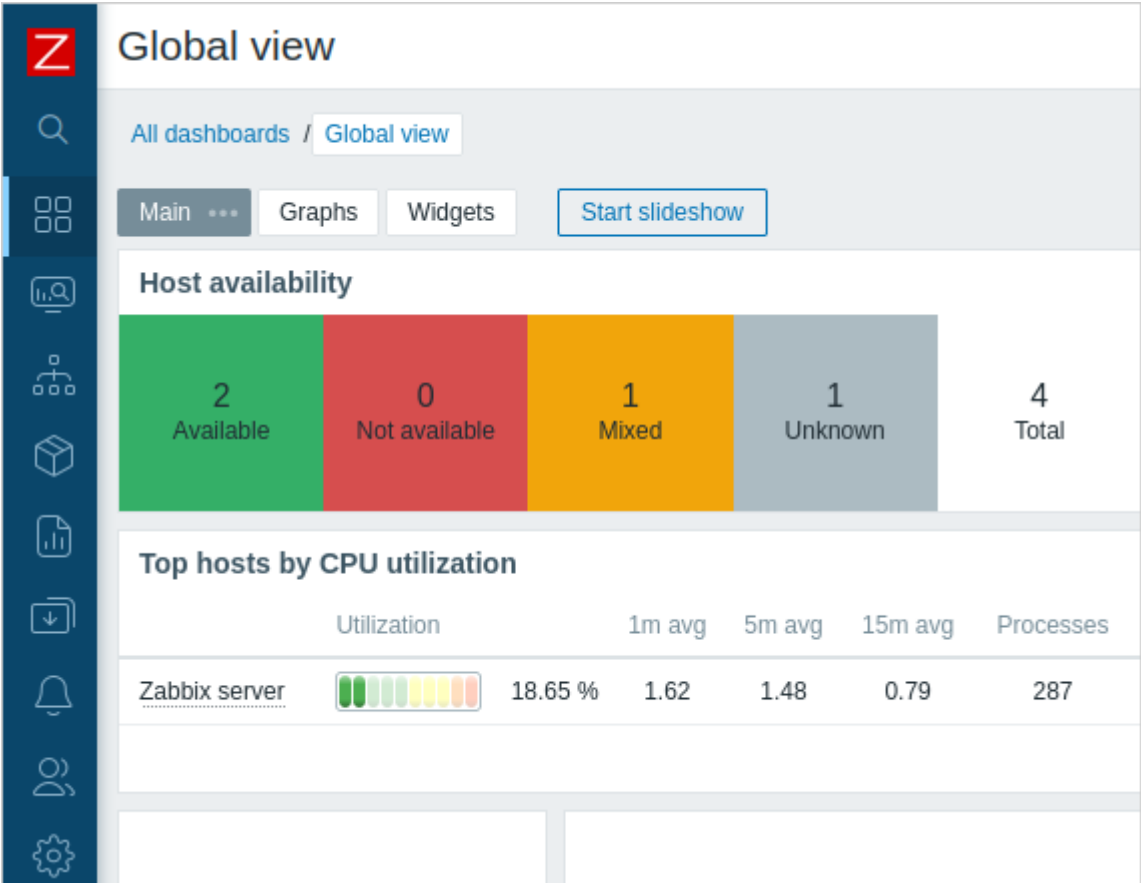 Z
Global view
All dashboards / Global view
Main ••• Graphs Widgets Start slideshow
Host availability
2 0 1 1 4
Available Not available Mixed Unknown Total
Top hosts by CPU utilization
Utilization 1m avg 5m avg 15m avg Processes
Zabbix server 18.65 % 1.62 1.48 0.79 287